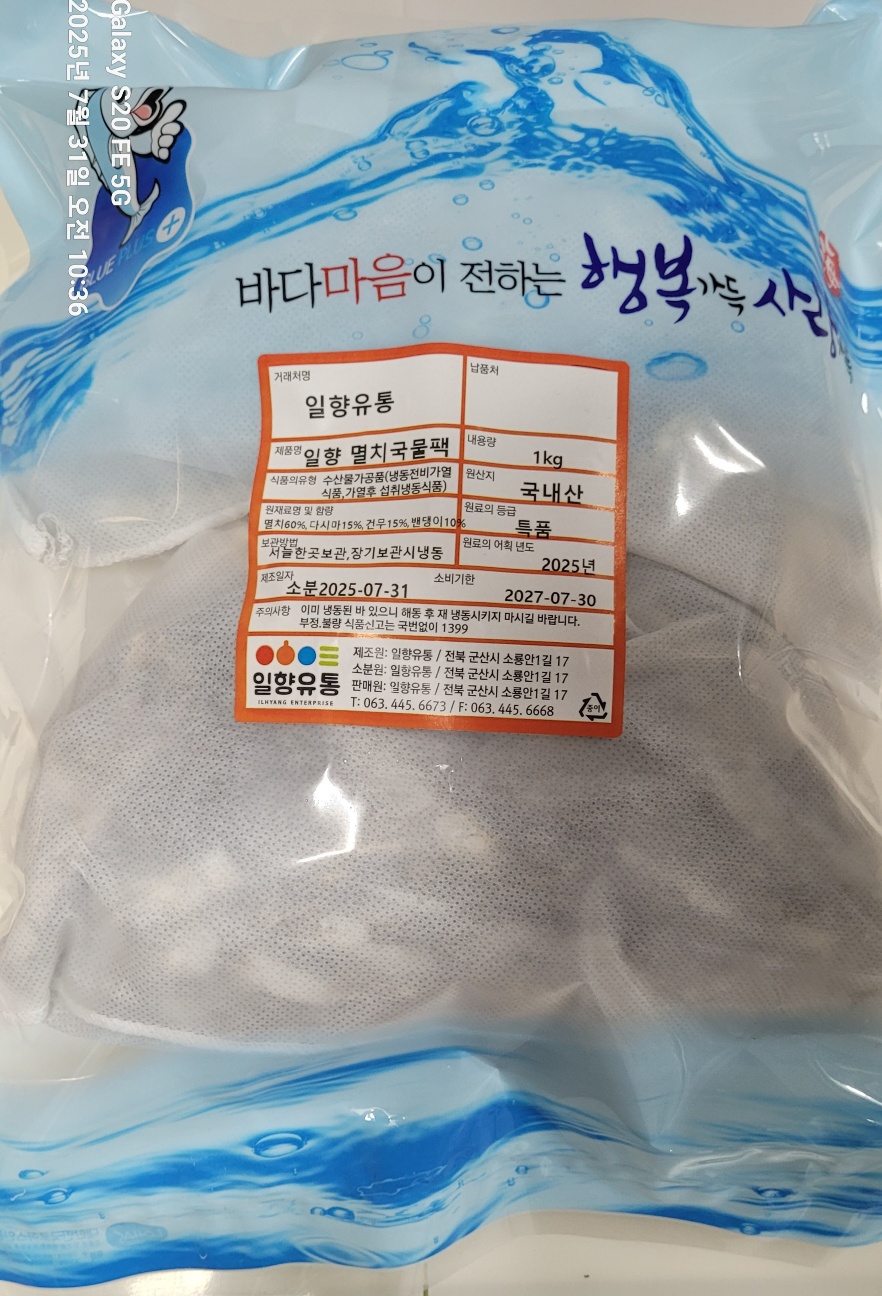 Galaxy S20 FE 5G
2025년 7월 31일 오전 10:36
BLUE PLUS +
바다마음이 전하는 행복가득
거래처명
일향유통
납품처
제품명 일향 멸치국물팩
내용량
1kg
식품의유형 수산물가공품(냉동전비가열
식품,가열후 섭취냉동식품)
원산지
국내산
원재료명 및 함량
멸치60%, 다시마15%, 건무15%, 밴댕이10%
원료의 등급
특품
보관방법
서늘한곳보관,장기보관시냉동
원료의 어획 년도
2025년
제조일자
소분2025-07-31
소비기한
2027-07-30
주의사항 이미 냉동된 바 있으니 해동 후 재 냉동시키지 마시길 바랍니다.
부정,불량 식품신고는 국번없이 1399
일향유통
ILHYANG ENTERPRISE
제조원: 일향유통 / 전북 군산시 소룡안1길 17
소분원: 일향유통 / 전북 군산시 소룡안1길 17
판매원: 일향유통 / 전북 군산시 소룡안1길 17
T: 063. 445. 6673 / F: 063. 445. 6668
종이